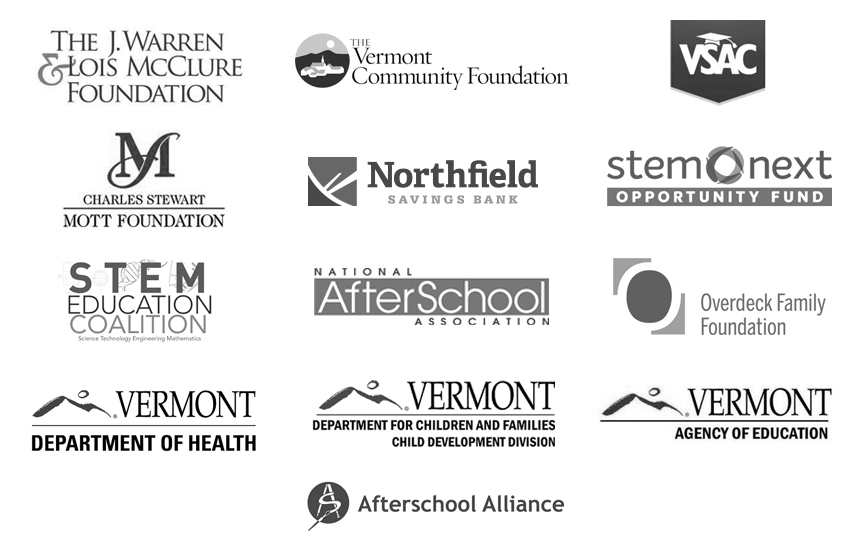 THE J. WARREN
& LOIS MCCLURE
FOUNDATION
THE
Vermont
Community Foundation
VSAC
M
CHARLES STEWART
MOTT FOUNDATION
Northfield
SAVINGS BANK
stem next
OPPORTUNITY FUND
STEM
EDUCATION
COALITION
Science Technology Engineering Mathematics
NATIONAL
AfterSchool
ASSOCIATION
Overdeck Family
Foundation
VERMONT
DEPARTMENT OF HEALTH
VERMONT
DEPARTMENT FOR CHILDREN AND FAMILIES
CHILD DEVELOPMENT DIVISION
VERMONT
AGENCY OF EDUCATION
Afterschool Alliance